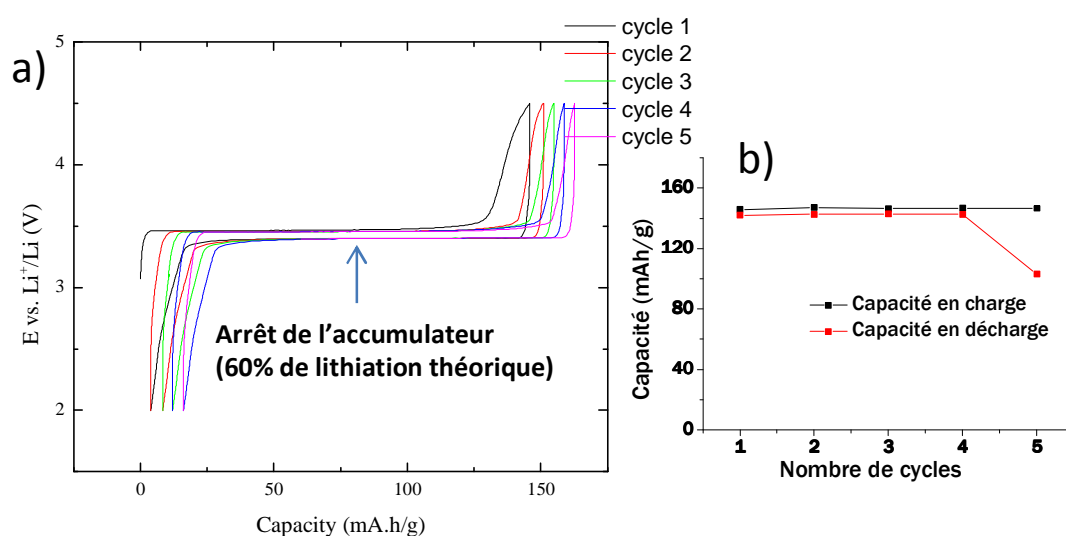 a)
E vs. Li⁺/Li (V)
5
4
3
2
0
50
100
150
Capacity (mA.h/g)
cycle 1
cycle 2
cycle 3
cycle 4
cycle 5
Arrêt de l’accumulateur
(60% de lithiation théorique)
b)
Capacité (mAh/g)
160
120
80
40
0
1
2
3
4
5
Nombre de cycles
Capacité en charge
Capacité en décharge